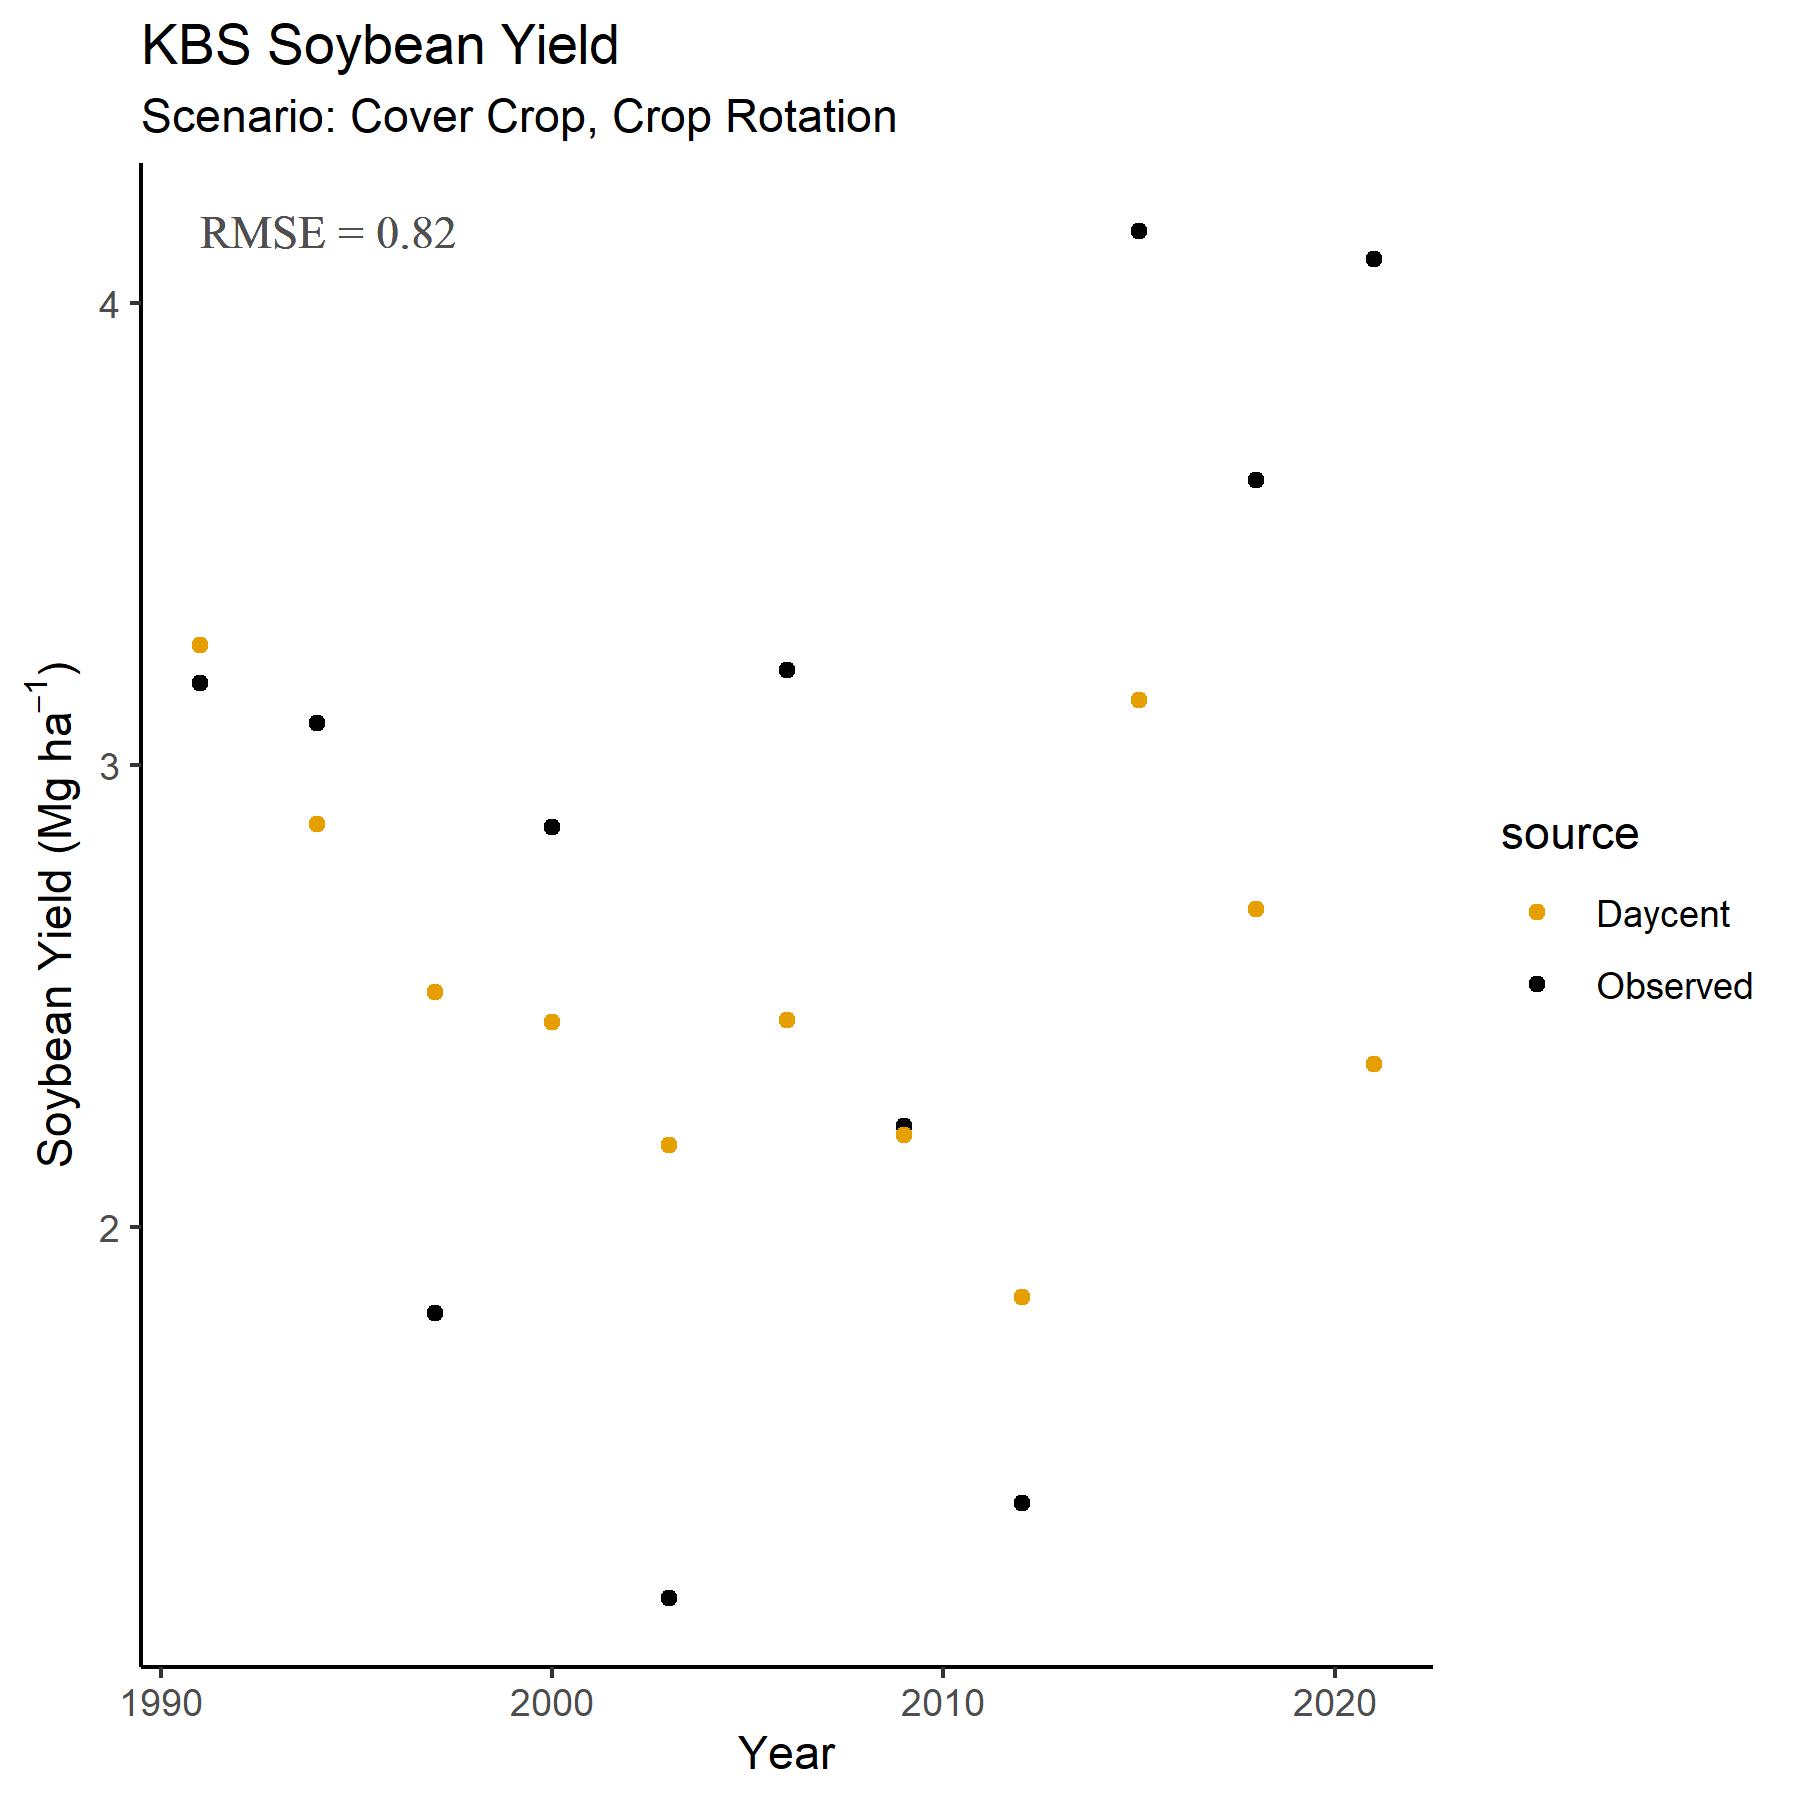 KBS Soybean Yield
Scenario: Cover Crop, Crop Rotation
RMSE = 0.82
4
3
2
Soybean Yield (Mg ha⁻¹)
1990 2000 2010 2020
Year
source
Daycent
Observed